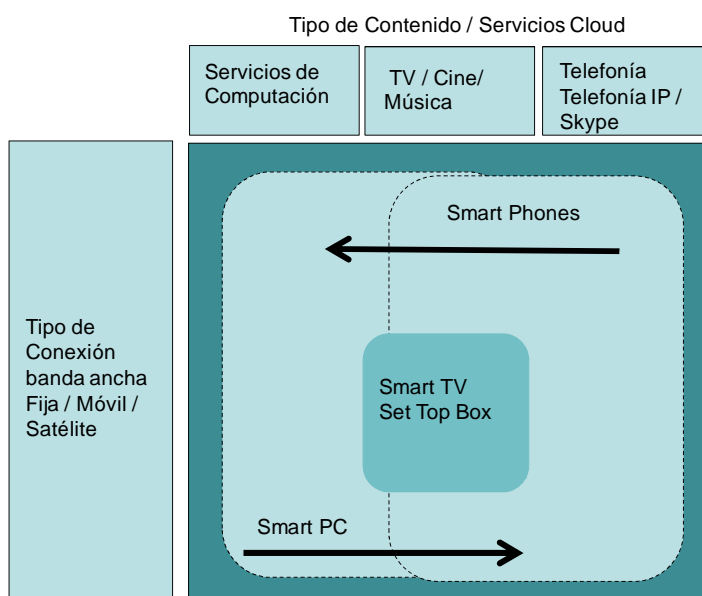 Tipo de Contenido / Servicios Cloud
Servicios de
Computación
TV / Cine/
Música
Telefonía
Telefonía IP /
Skype
Smart Phones
Tipo de
Conexión
banda ancha
Fija / Móvil /
Satélite
Smart TV
Set Top Box
Smart PC